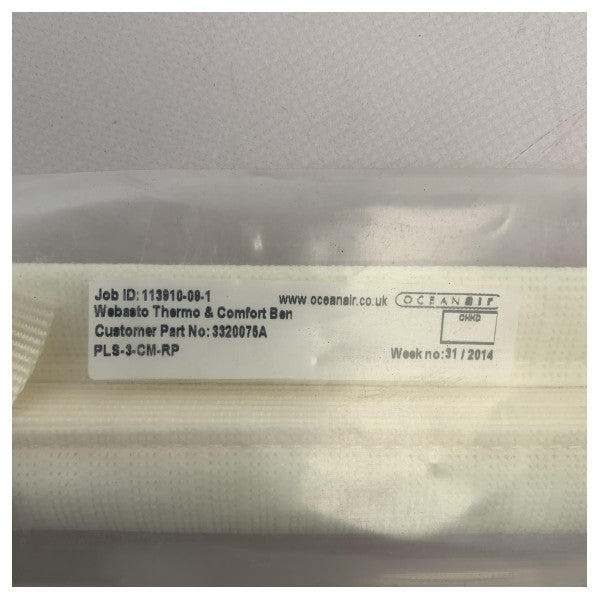 Job ID: 113910-09-1
www oceanair.co.uk OCEANAIR
Webasto Thermo & Comfort Ben
CHKD
Customer Part No: 3320075A
PLS-3-CM-RP
Week no: 31 / 2014